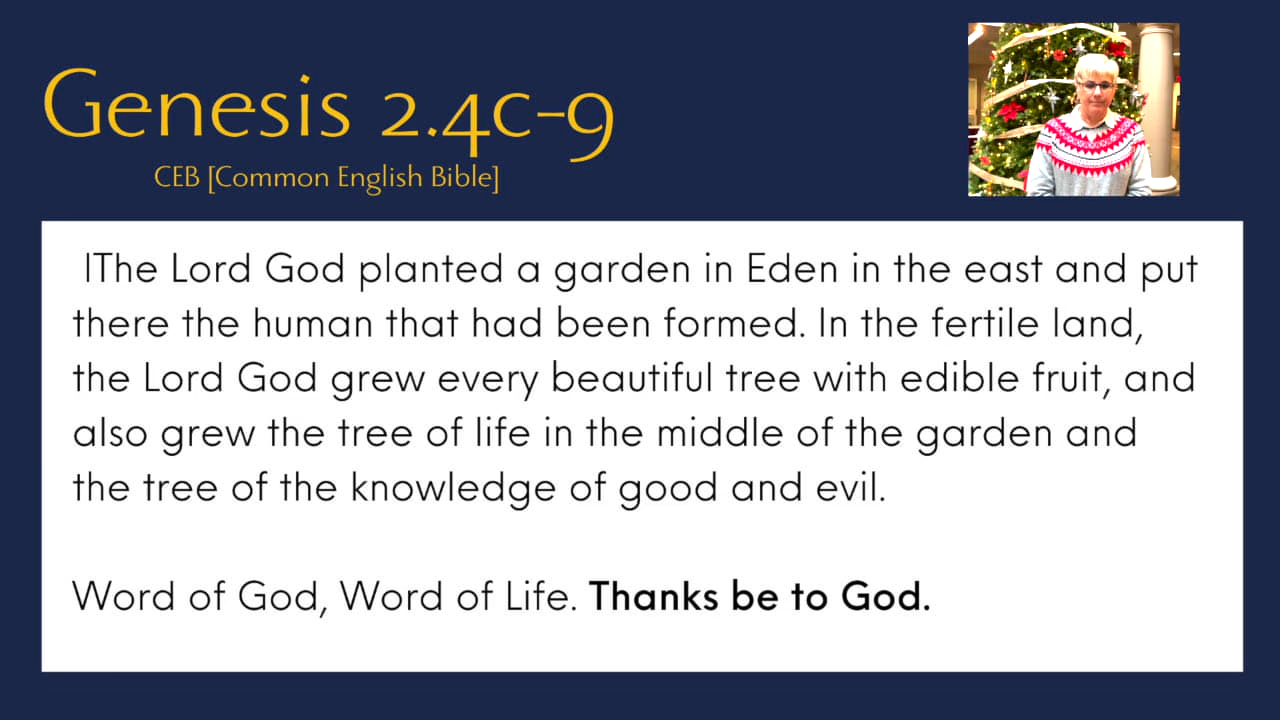 Genesis 2.4c-9
CEB [Common English Bible]
lThe Lord God planted a garden in Eden in the east and put
there the human that had been formed. In the fertile land,
the Lord God grew every beautiful tree with edible fruit, and
also grew the tree of life in the middle of the garden and
the tree of the knowledge of good and evil.
Word of God, Word of Life. Thanks be to God.